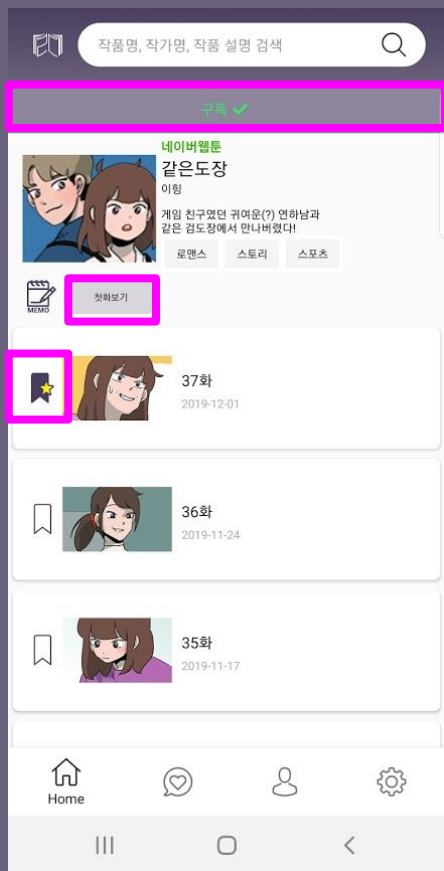 작품명, 작가명, 작품 설명 검색
구독
네이버웹툰
같은도장
이힝
게임 친구였던 귀여운(?) 연하남과
같은 검도장에서 만나버렸다!
로맨스 스토리 스포츠
MEMO
첫화보기
37화
2019-12-01
36화
2019-11-24
35화
2019-11-17
Home